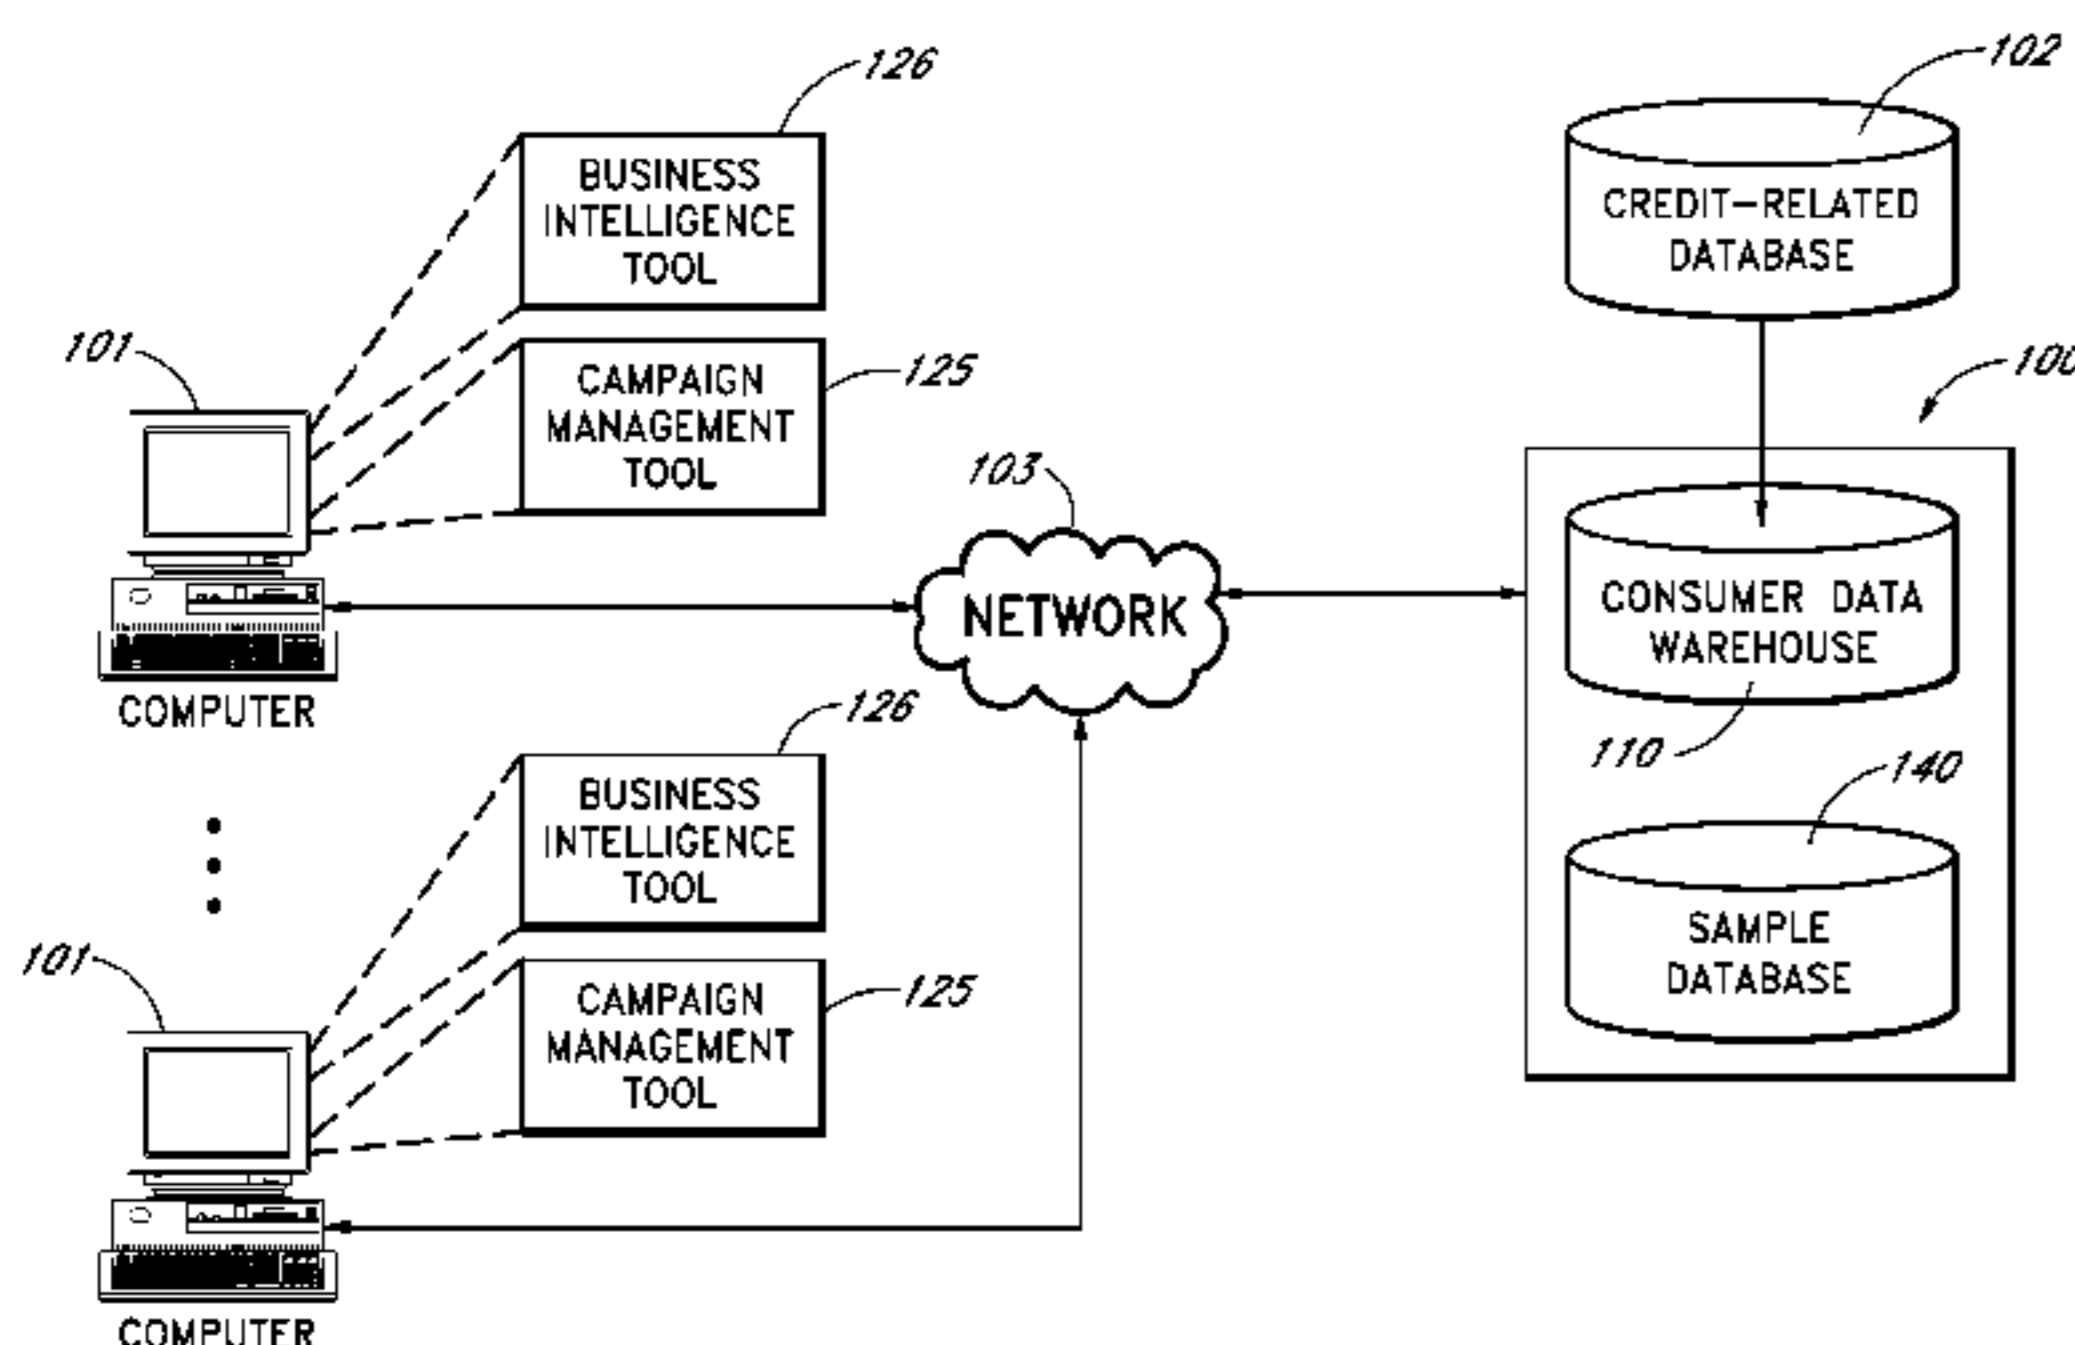 126
BUSINESS
INTELLIGENCE
TOOL
101
CAMPAIGN
MANAGEMENT
TOOL
125
COMPUTER
103
NETWORK
102
CREDIT-RELATED
DATABASE
100
CONSUMER DATA
WAREHOUSE
110
140
SAMPLE
DATABASE
126
BUSINESS
INTELLIGENCE
TOOL
101
CAMPAIGN
MANAGEMENT
TOOL
125
COMPUTER